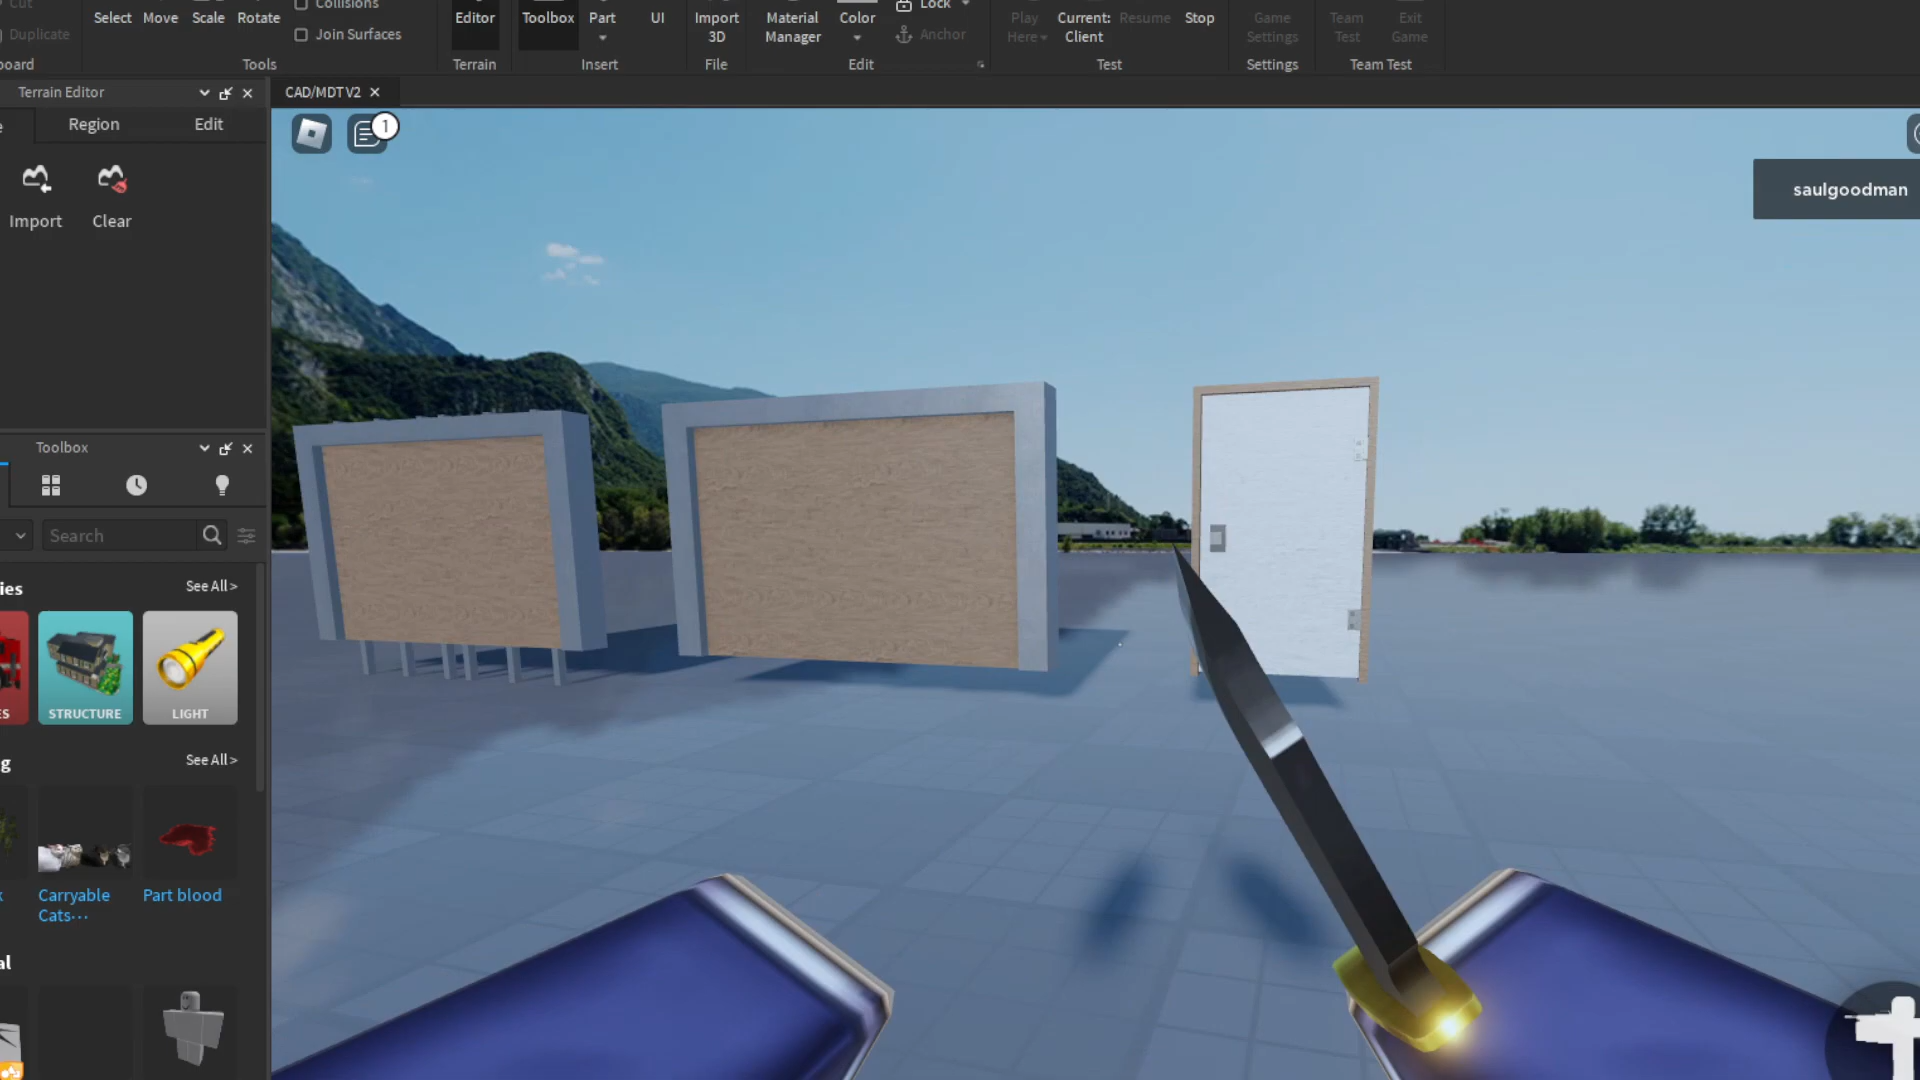 Cut
Duplicate
Select Move Scale Rotate
Collisions
Join Surfaces
Tools
Editor
Terrain
Toolbox Part UI
Insert
Import
3D
File
Material
Manager
Color
Lock
Anchor
Edit
Play
Here
Current:
Client
Resume Stop
Test
Game
Settings
Settings
Team
Test
Exit
Game
Team Test
Terrain Editor
Region Edit
Import Clear
CAD/MDT V2
1
saulgoodman
Toolbox
Search
ies See All >
ES STRUCTURE LIGHT
g See All >
Carryable
Cats...
Part blood
al